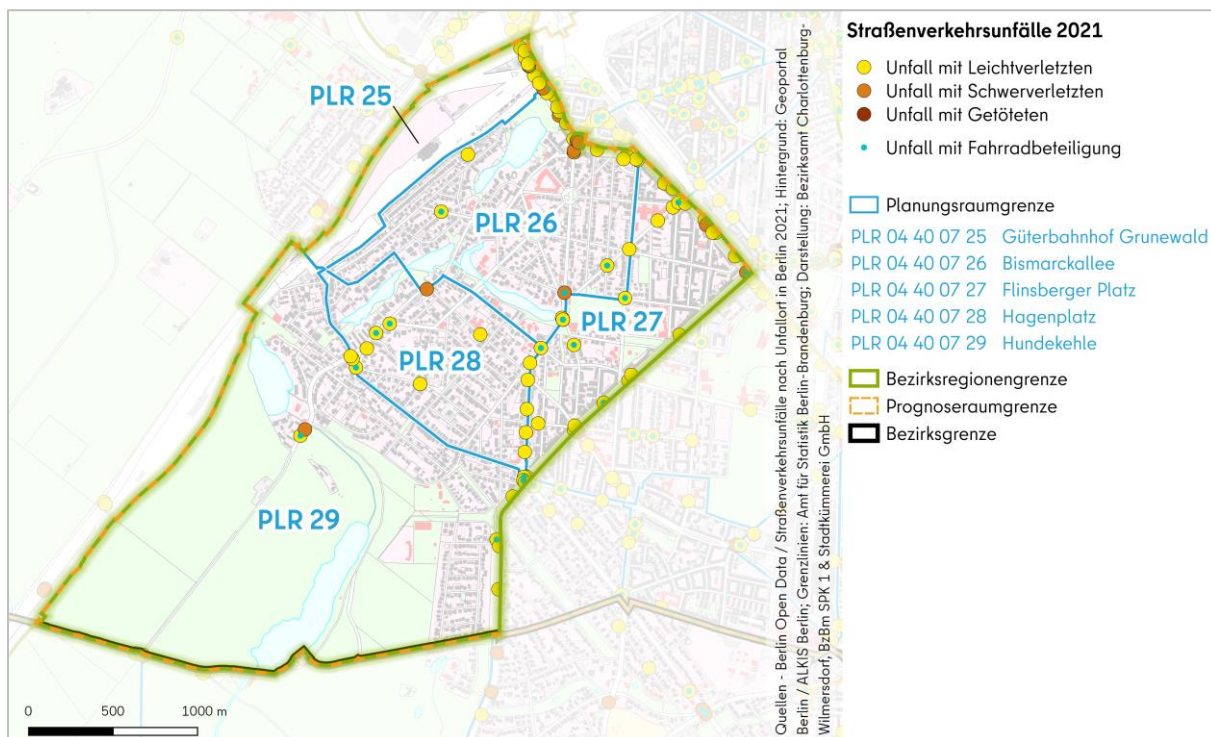 PLR 25
PLR 26
PLR 27
PLR 28
PLR 29
0 500 1000 m
Quellen - Berlin Open Data / Straßenverkehrsunfälle nach Unfallort in Berlin 2021; Hintergrund: Geoportal
Berlin / ALKIS Berlin; Grenzlinien: Amt für Statistik Berlin-Brandenburg; Darstellung: Bezirksamt Charlottenburg-
Wilmersdorf, BzBm SPK 1 & Stadtkümmerei GmbH
Straßenverkehrsunfälle 2021
Unfall mit Leichtverletzten
Unfall mit Schwerverletzten
Unfall mit Getöteten
Unfall mit Fahrradbeteiligung
Planungsraumgrenze
PLR 04 40 07 25 Güterbahnhof Grunewald
PLR 04 40 07 26 Bismarckallee
PLR 04 40 07 27 Flinsberger Platz
PLR 04 40 07 28 Hagenplatz
PLR 04 40 07 29 Hundekehle
Bezirksregionengrenze
Prognoseraumgrenze
Bezirksgrenze